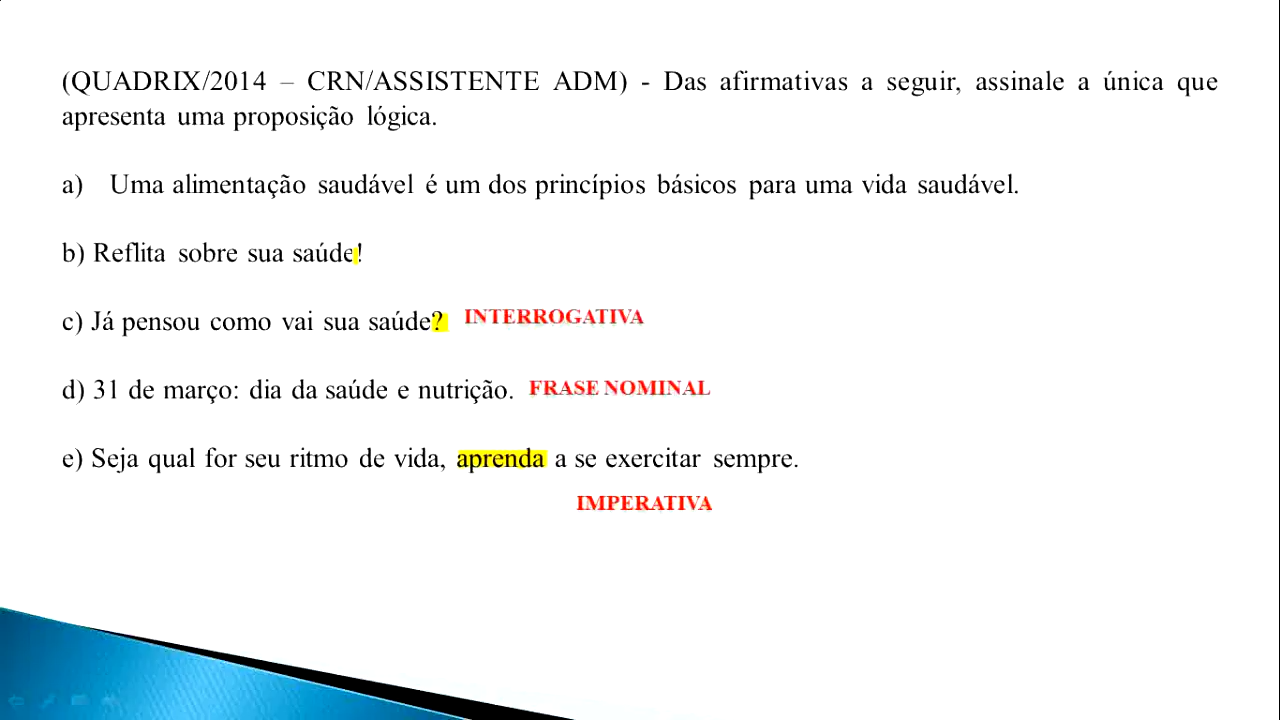 (QUADRIX/2014 – CRN/ASSISTENTE ADM) - Das afirmativas a seguir, assinale a única que
apresenta uma proposição lógica.
a) Uma alimentação saudável é um dos princípios básicos para uma vida saudável.
b) Reflita sobre sua saúde!
c) Já pensou como vai sua saúde? INTERROGATIVA
d) 31 de março: dia da saúde e nutrição. FRASE NOMINAL
e) Seja qual for seu ritmo de vida, aprenda a se exercitar sempre.
IMPERATIVA